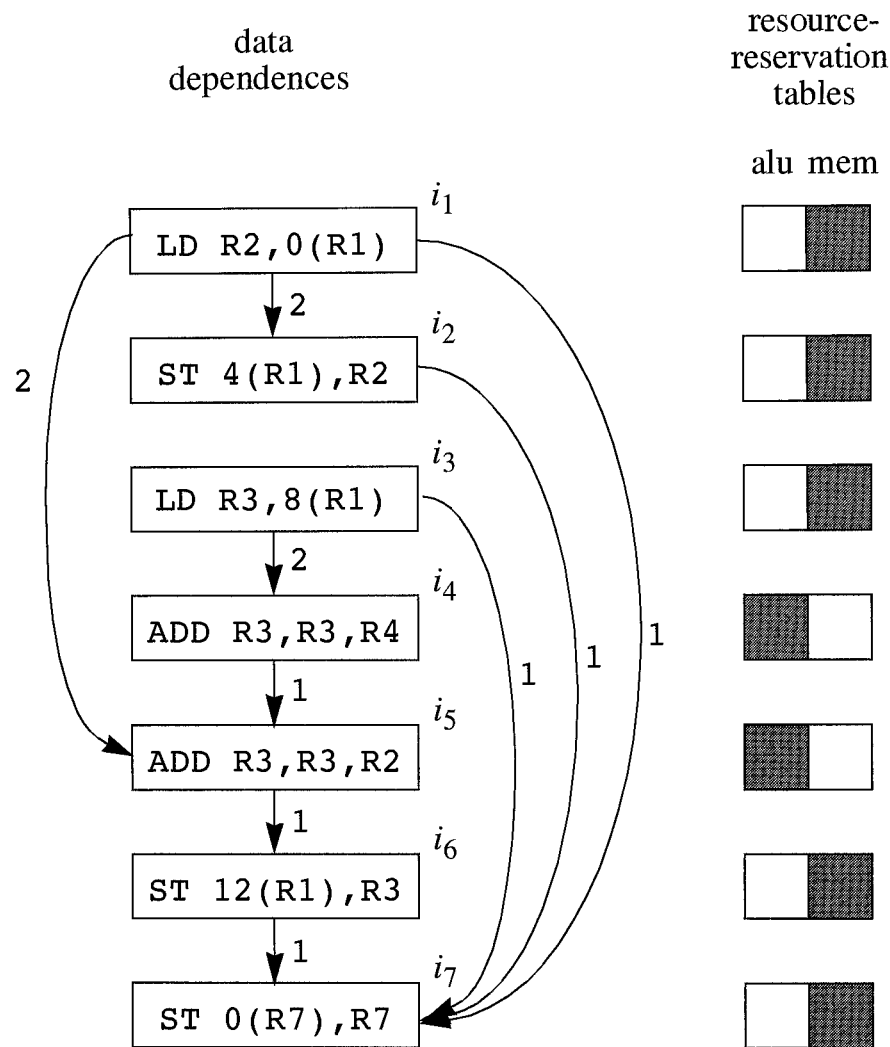 data
dependences
resource-
reservation
tables
alu mem
i1
LD R2,0(R1)
2
i2
ST 4(R1),R2
2
i3
LD R3,8(R1)
2
i4
ADD R3,R3,R4
1
1
1
1
i5
ADD R3,R3,R2
1
i6
ST 12(R1),R3
1
i7
ST 0(R7),R7